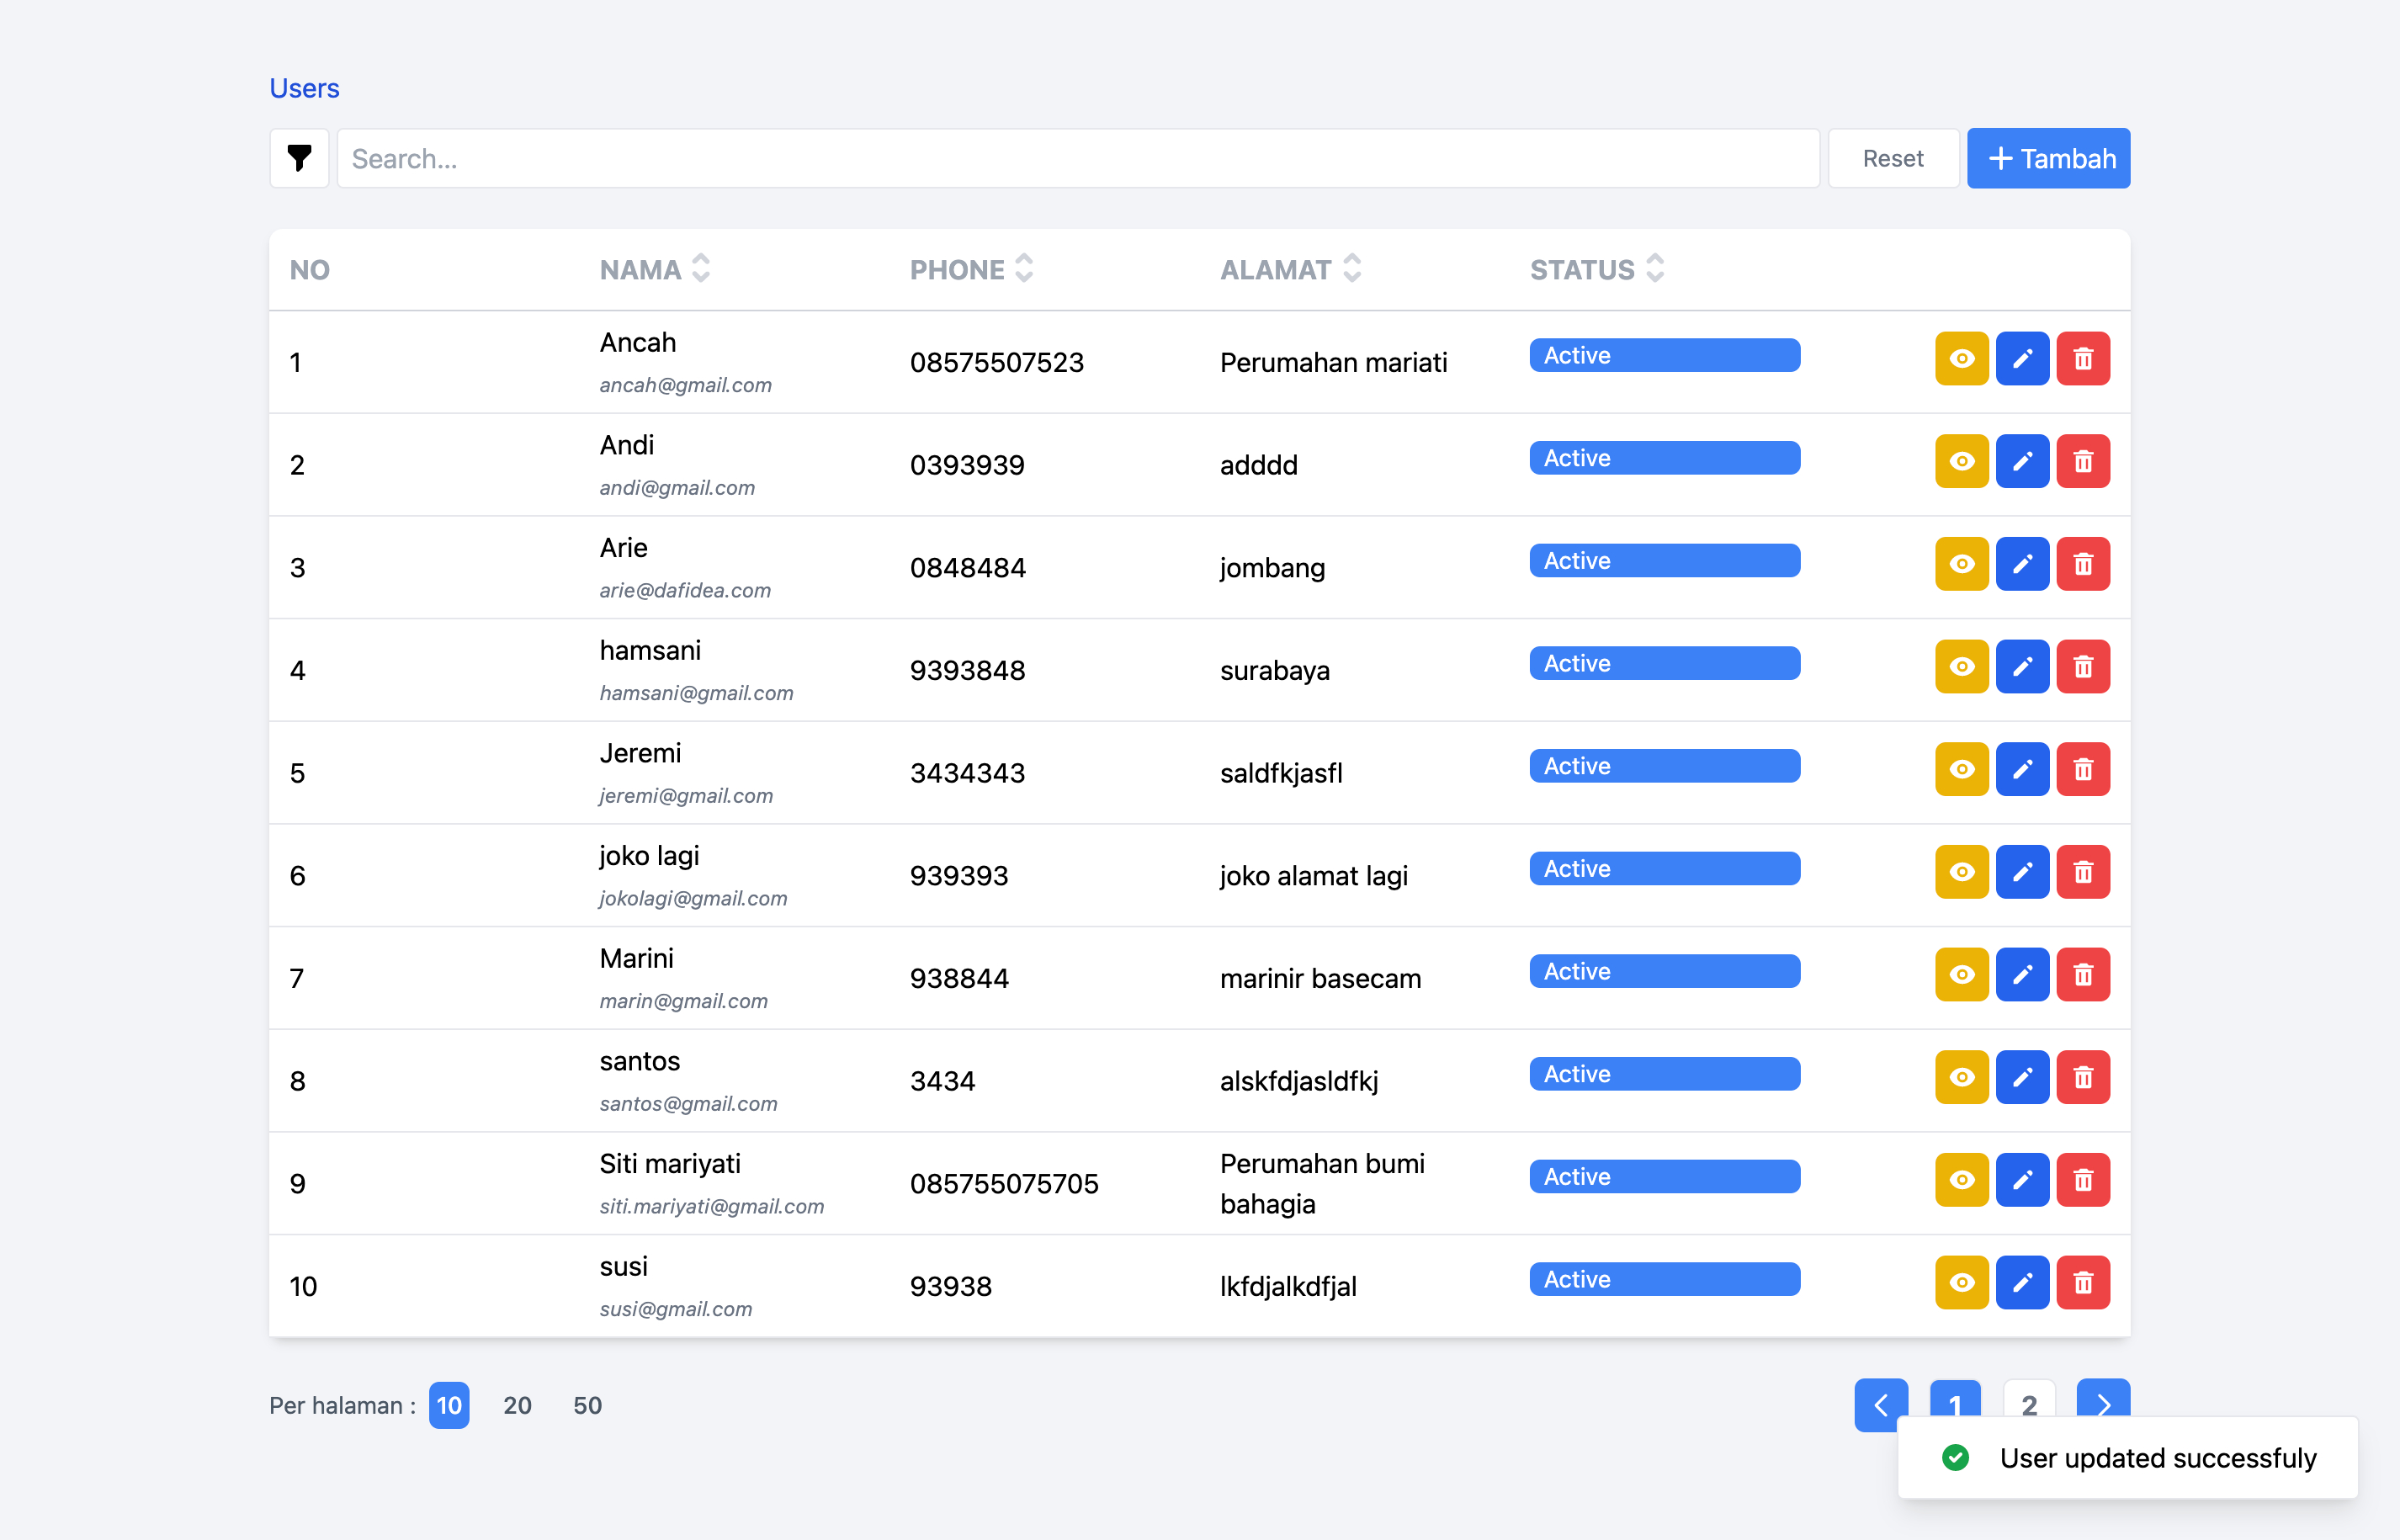 Users
Search...
Reset
Tambah
NO NAMA PHONE ALAMAT STATUS
1 Ancah 08575507523 Perumahan mariati Active
ancah@gmail.com
2 Andi 0393939 adddd Active
andi@gmail.com
3 Arie 0848484 jombang Active
arie@dafidea.com
4 hamsani 9393848 surabaya Active
hamsani@gmail.com
5 Jeremi 3434343 saldfkjasfl Active
jeremi@gmail.com
6 joko lagi 939393 joko alamat lagi Active
jokolagi@gmail.com
7 Marini 938844 marinir basecam Active
marin@gmail.com
8 santos 3434 alskfdjasldfkj Active
santos@gmail.com
9 Siti mariyati 085755075705 Perumahan bumi bahagia Active
siti.mariyati@gmail.com
10 susi 93938 lkfdjalkdfjal Active
susi@gmail.com
Per halaman : 10 20 50
1 2
User updated successfuly